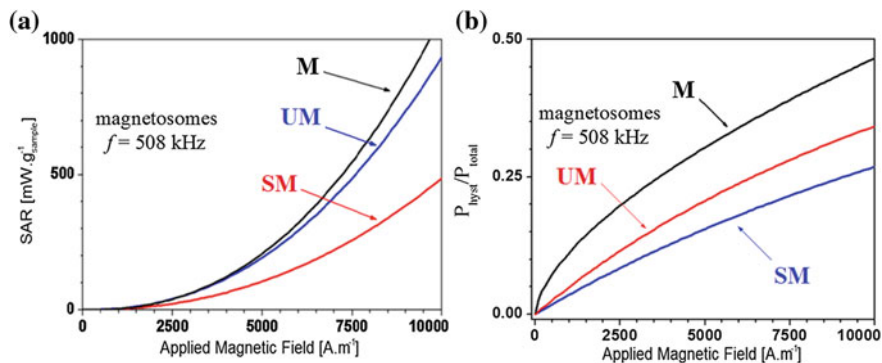 (a)
1000
500
0
SAR [mW.g⁻¹sample]
magnetosomes
f = 508 kHz
M
UM
SM
0 2500 5000 7500 10000
Applied Magnetic Field [A.m⁻¹]
(b)
0.50
0.25
0.00
Physt/Ptotal
M
magnetosomes
f = 508 kHz
UM
SM
0 2500 5000 7500 10000
Applied Magnetic Field [A.m⁻¹]